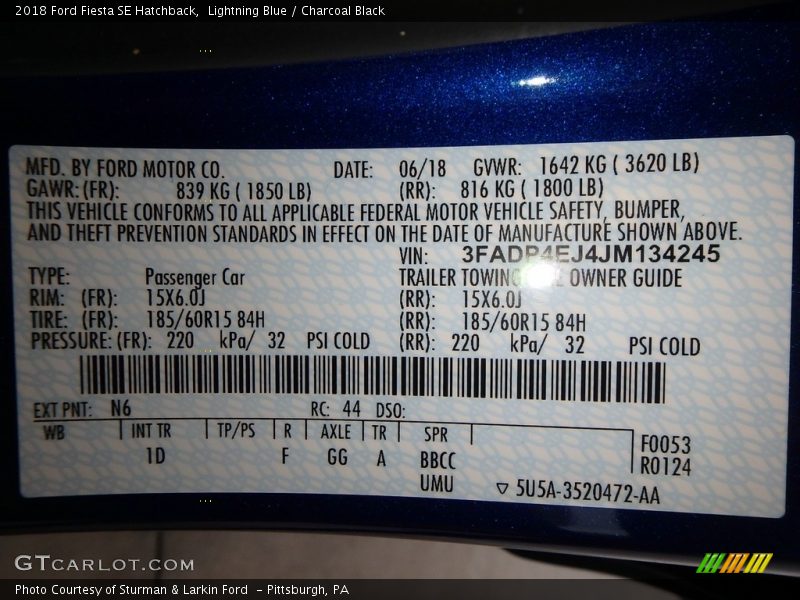 2018 Ford Fiesta SE Hatchback,  Lightning Blue / Charcoal Black
MFD. BY FORD MOTOR CO. DATE: 06/18 GVWR: 1642 KG ( 3620 LB)
GAWR: (FR): 839 KG ( 1850 LB) (RR): 816 KG ( 1800 LB)
THIS VEHICLE CONFORMS TO ALL APPLICABLE FEDERAL MOTOR VEHICLE SAFETY, BUMPER,
AND THEFT PREVENTION STANDARDS IN EFFECT ON THE DATE OF MANUFACTURE SHOWN ABOVE.
VIN: 3FADP4EJ4JM134245
TYPE: Passenger Car TRAILER TOWING OWNER GUIDE
RIM: (FR): 15X6.0J (RR): 15X6.0J
TIRE: (FR): 185/60R15 84H (RR): 185/60R15 84H
PRESSURE: (FR): 220 kPa/ 32 PSI COLD (RR): 220 kPa/ 32 PSI COLD
EXT PNT: N6 RC: 44 DSO:
WB INT TR TP/PS R AXLE TR SPR F0053
1D F GG A BBCC R0124
UMU ▽ 5U5A-3520472-AA
GTCARLOT.COM
Photo Courtesy of Sturman & Larkin Ford  - Pittsburgh, PA